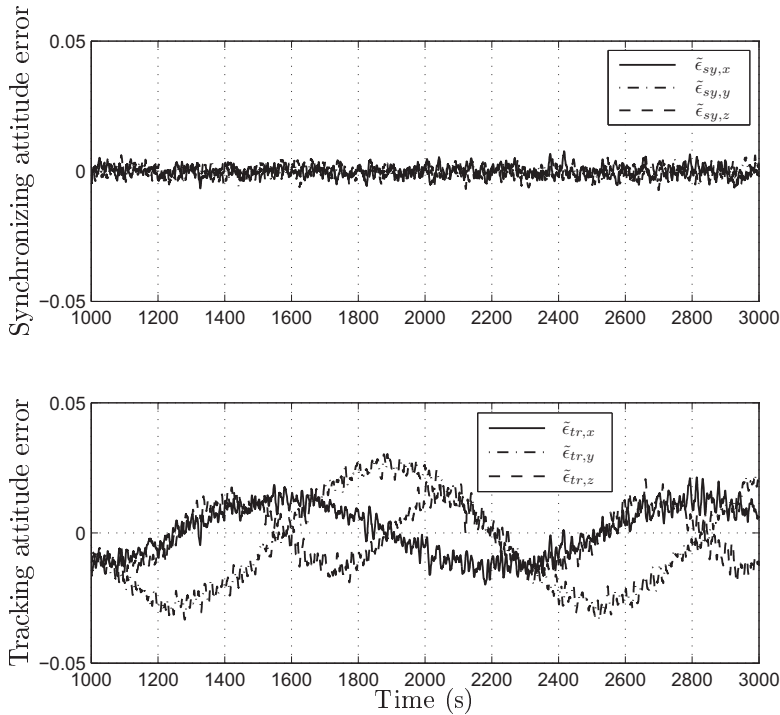 Synchronizing attitude error
0.05
0
−0.05
ϵ̃sy,x
ϵ̃sy,y
ϵ̃sy,z
1000 1200 1400 1600 1800 2000 2200 2400 2600 2800 3000
Tracking attitude error
0.05
0
−0.05
ϵ̃tr,x
ϵ̃tr,y
ϵ̃tr,z
1000 1200 1400 1600 1800 2000 2200 2400 2600 2800 3000
Time (s)